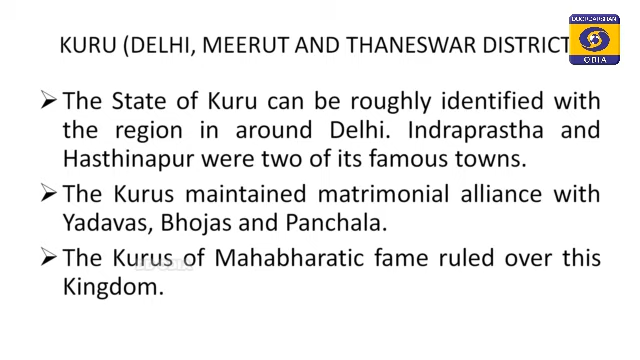 KURU (DELHI, MEERUT AND THANESWAR DISTRICT
DOORDARSHAN
ODIA
➢ The State of Kuru can be roughly identified with
the region in around Delhi. Indraprastha and
Hasthinapur were two of its famous towns.
➢ The Kurus maintained matrimonial alliance with
Yadavas, Bhojas and Panchala.
➢ The Kurus of Mahabharatic fame ruled over this
Kingdom.